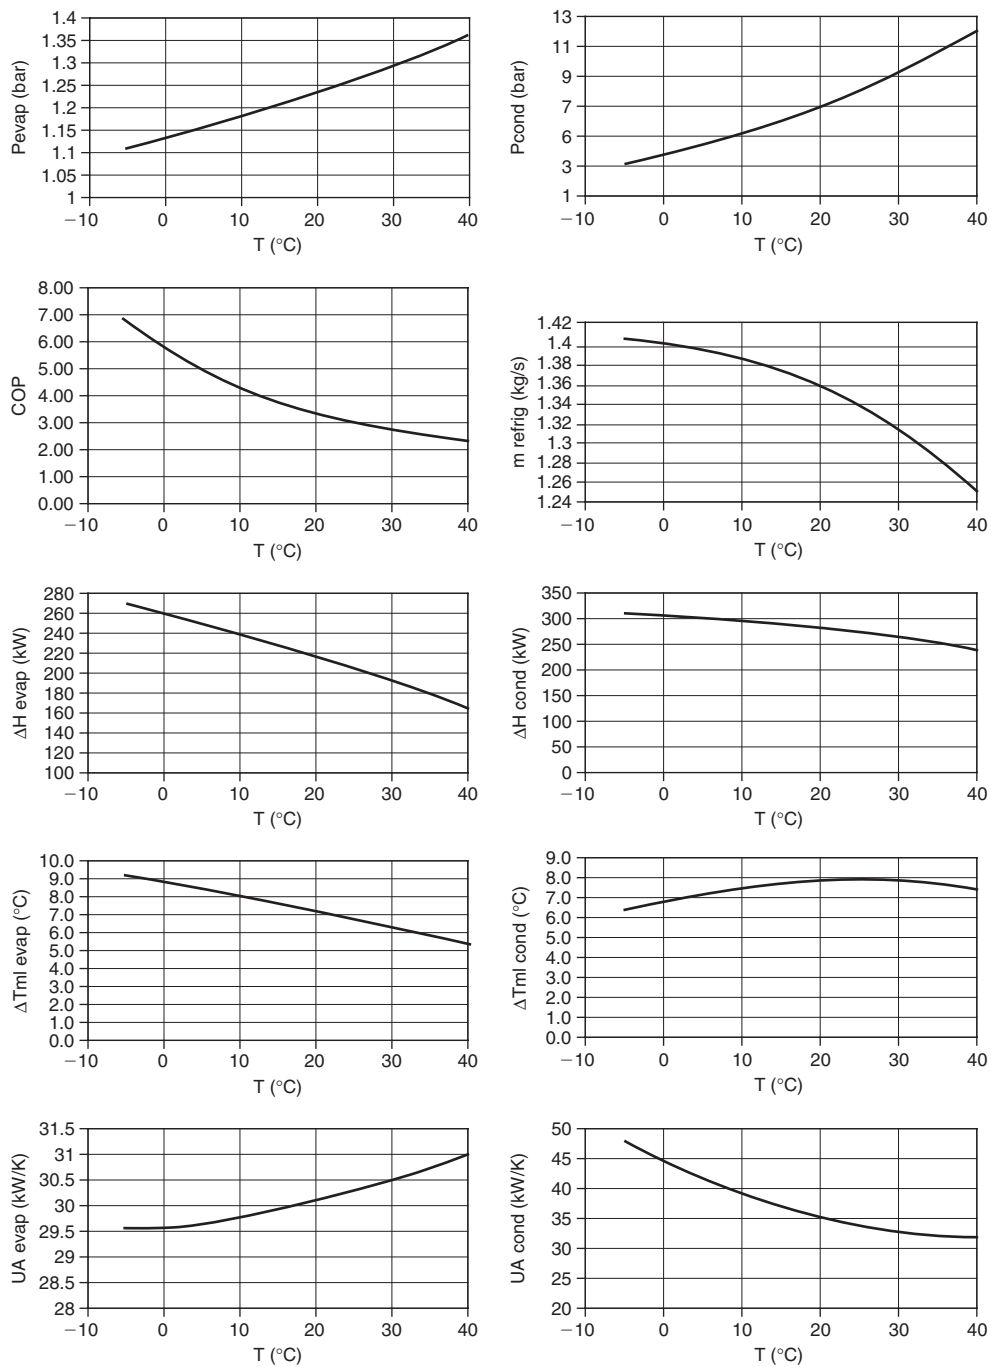 1.4
1.35
1.3
1.25
1.2
1.15
1.1
1.05
1
Pevap (bar)
−10 0 10 20 30 40
T (°C)
13
11
9
7
6
3
1
Pcond (bar)
−10 0 10 20 30 40
T (°C)
8.00
7.00
6.00
5.00
4.00
3.00
2.00
1.00
0.00
COP
−10 0 10 20 30 40
T (°C)
1.42
1.4
1.38
1.36
1.34
1.32
1.3
1.28
1.26
1.24
m refrig (kg/s)
−10 0 10 20 30 40
T (°C)
280
260
240
220
200
180
160
140
120
100
ΔH evap (kW)
−10 0 10 20 30 40
T (°C)
350
300
250
200
150
100
50
0
ΔH cond (kW)
−10 0 10 20 30 40
T (°C)
10.0
9.0
8.0
7.0
6.0
5.0
4.0
3.0
2.0
1.0
0.0
ΔTml evap (°C)
−10 0 10 20 30 40
T (°C)
9.0
8.0
7.0
6.0
5.0
4.0
3.0
2.0
1.0
0.0
ΔTml cond (°C)
−10 0 10 20 30 40
T (°C)
31.5
31
30.5
30
29.5
29
28.5
28
UA evap (kW/K)
−10 0 10 20 30 40
T (°C)
50
45
40
35
30
25
20
UA cond (kW/K)
−10 0 10 20 30 40
T (°C)